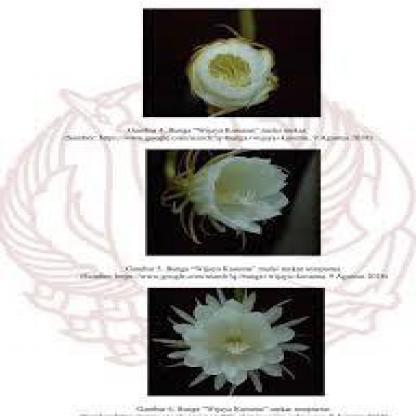 Gambar 4. Bunga "Wijaya Kusuma" mulai mekar
(Sumber: https://www.google.com/search?q=bunga+wijaya+kusuma, 9 Agustus 2018)
Gambar 5. Bunga "Wijaya Kusuma" mulai mekar sempurna
(Sumber: https://www.google.com/search?q=bunga+wijaya+kusuma, 9 Agustus 2018)
Gambar 6. Bunga "Wijaya Kusuma" mekar sempurna